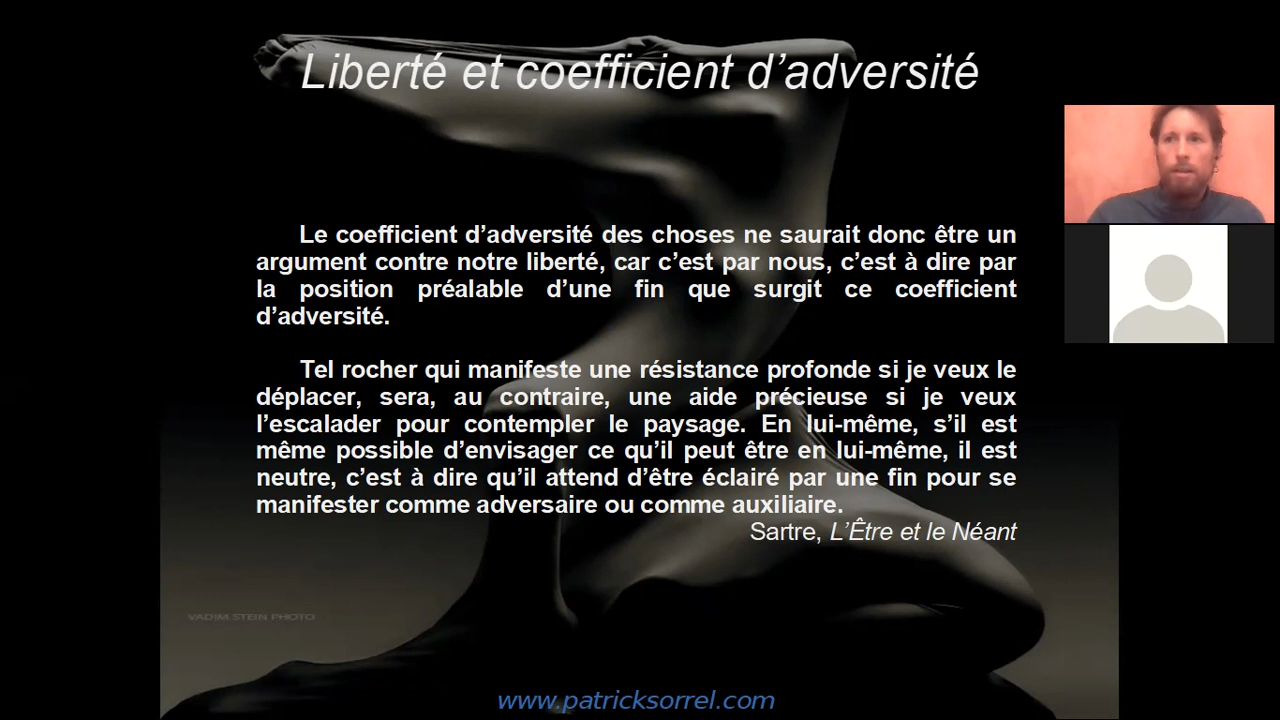 Liberté et coefficient d’adversité
Le coefficient d’adversité des choses ne saurait donc être un
argument contre notre liberté, car c’est par nous, c’est à dire par
la position préalable d’une fin que surgit ce coefficient
d’adversité.
Tel rocher qui manifeste une résistance profonde si je veux le
déplacer, sera, au contraire, une aide précieuse si je veux
l’escalader pour contempler le paysage. En lui-même, s’il est
même possible d’envisager ce qu’il peut être en lui-même, il est
neutre, c’est à dire qu’il attend d’être éclairé par une fin pour se
manifester comme adversaire ou comme auxiliaire.
Sartre, L’Être et le Néant
VADIM STEIN PHOTO
www.patricksorrel.com